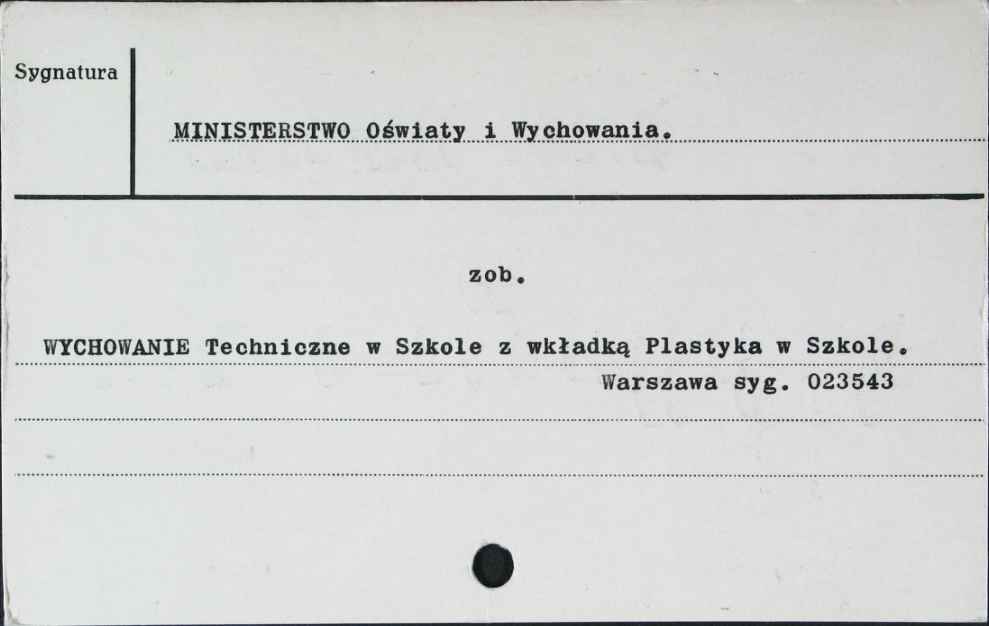 Sygnatura
MINISTERSTWO Oświaty i Wychowania.
zob.
WYCHOWANIE Techniczne w Szkole z wkładką Plastyka w Szkole.
Warszawa syg. 023543